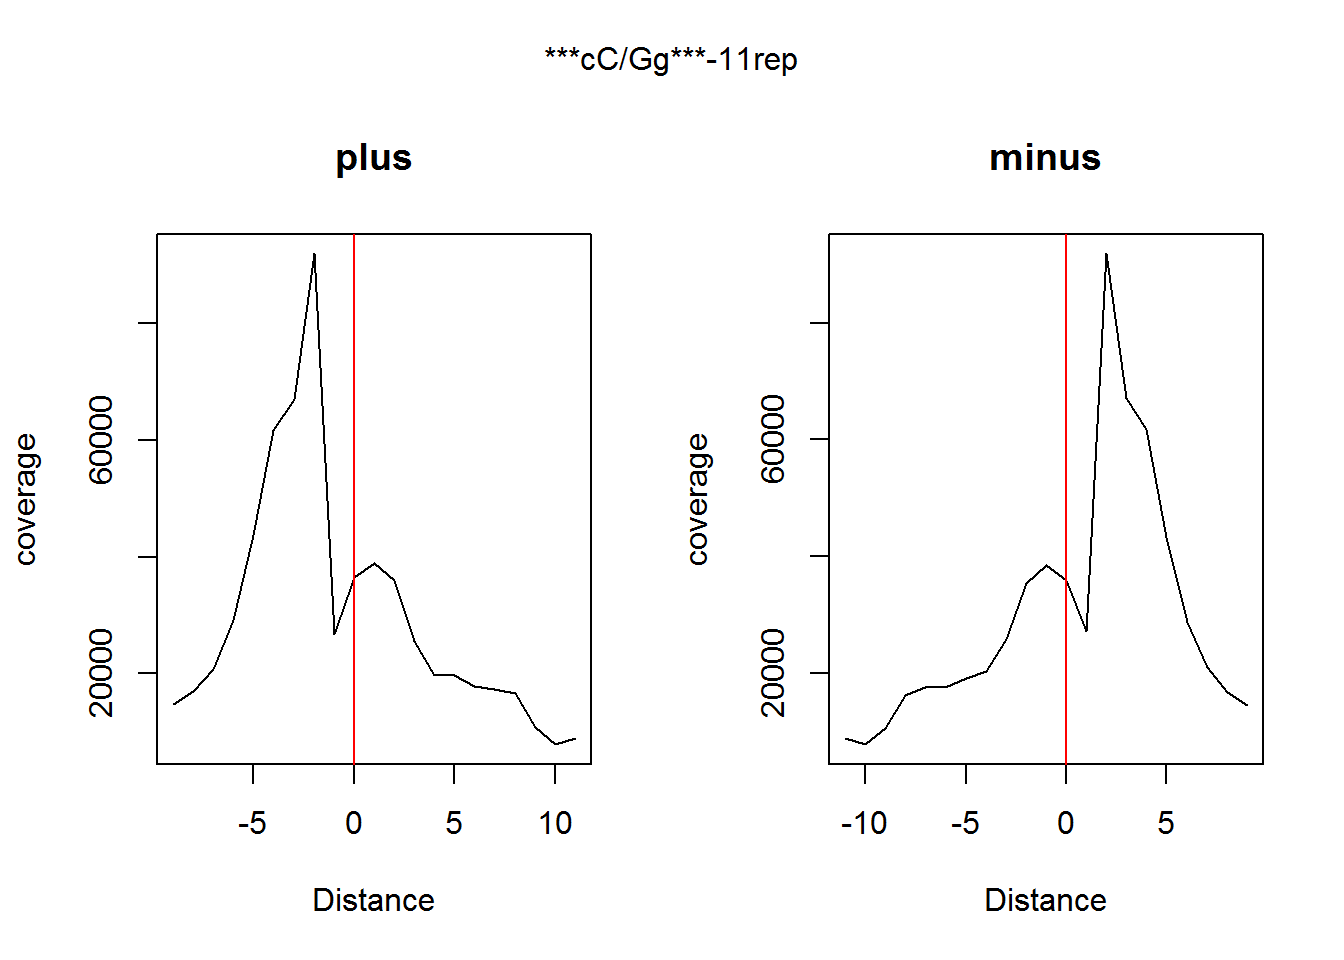 ***cC/Gg***-11rep
plus
minus
coverage
20000
60000
-5
0
5
10
Distance
coverage
20000
60000
-10
-5
0
5
Distance